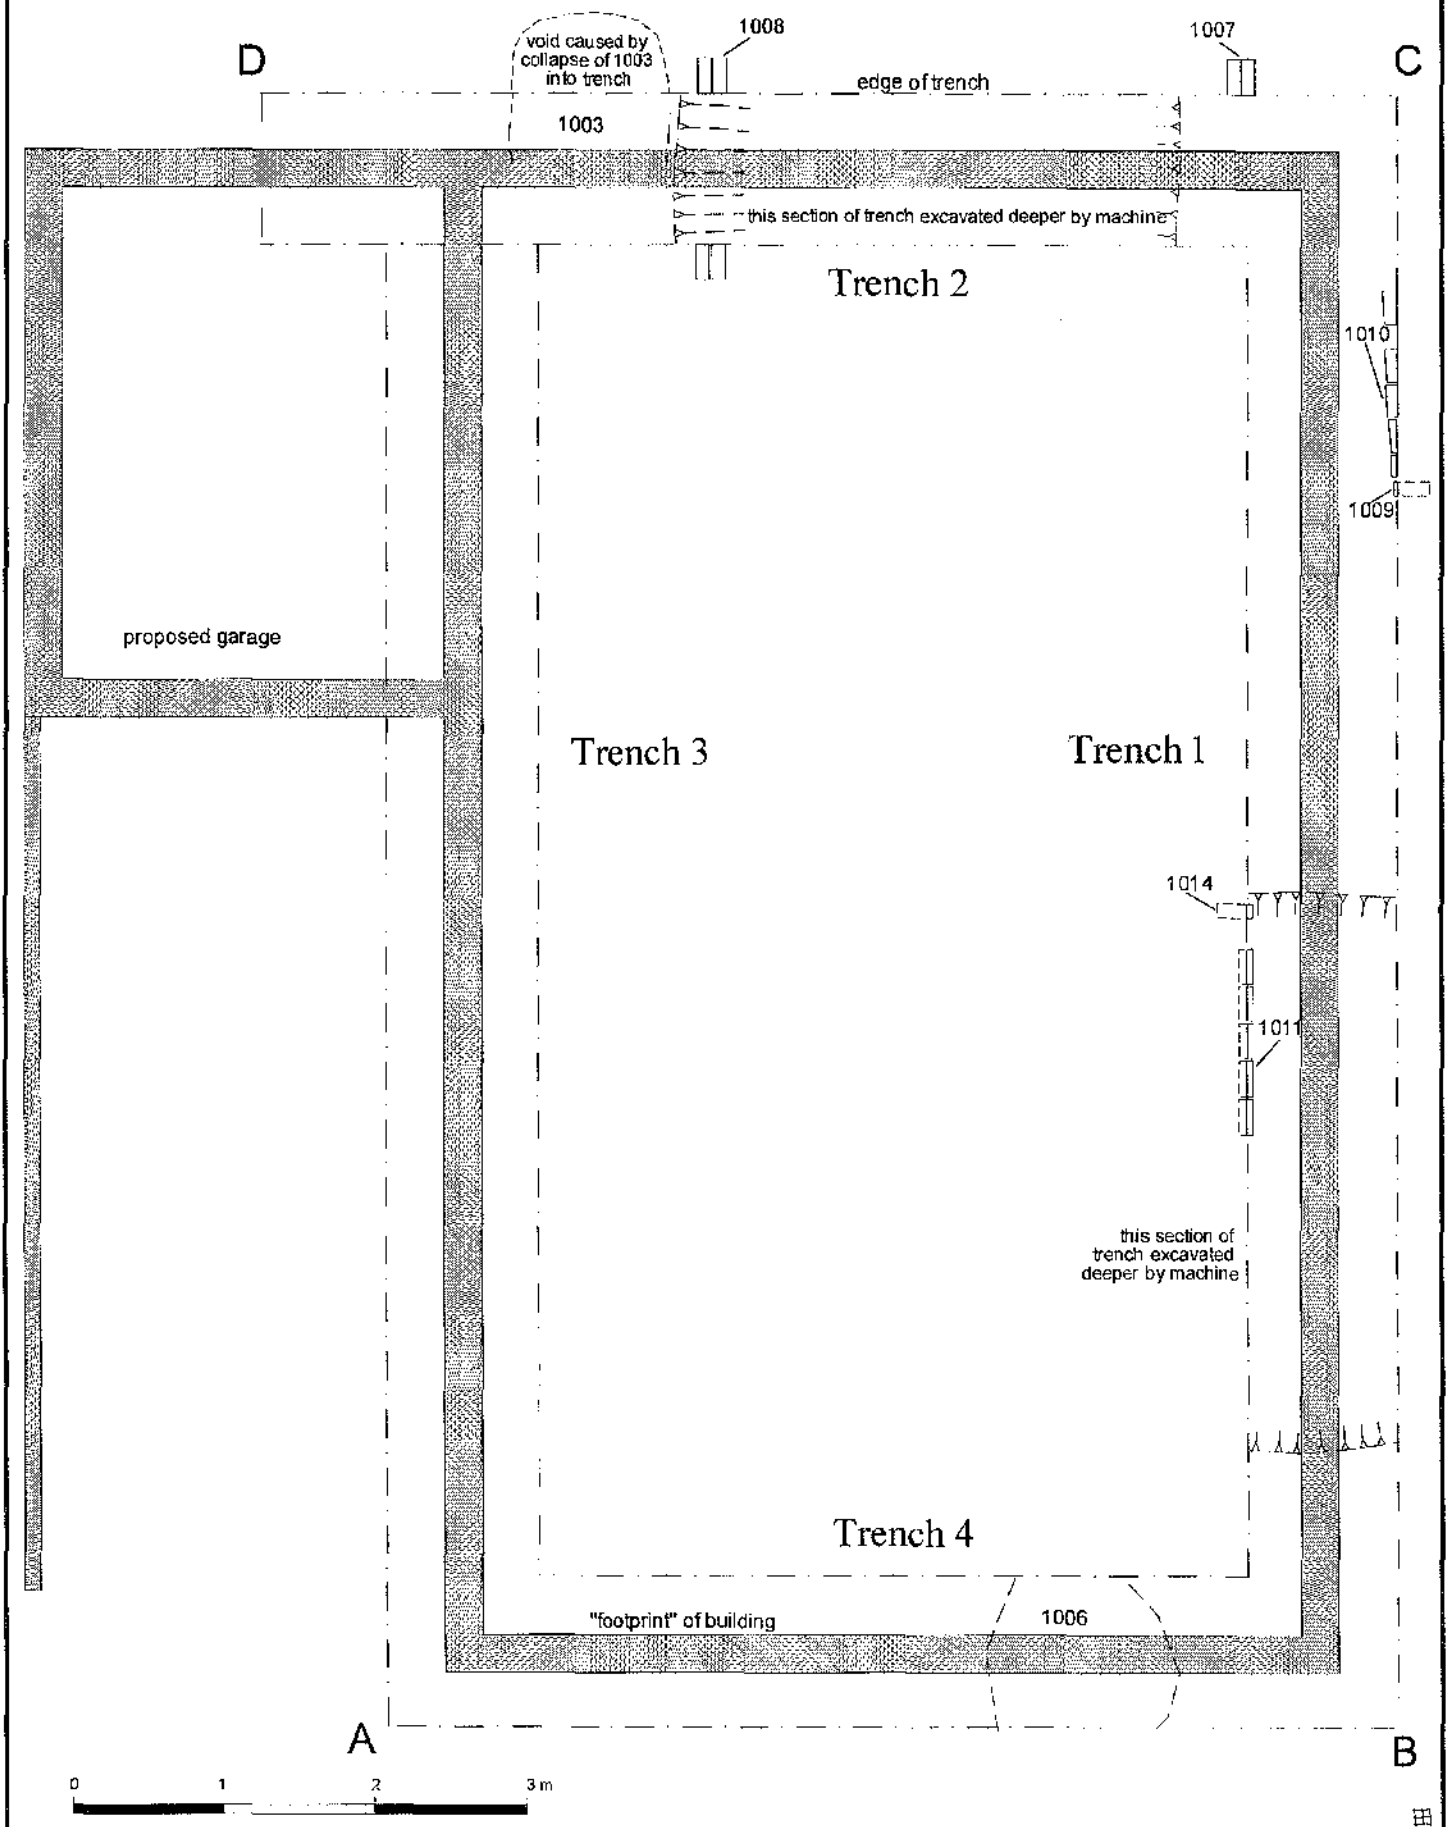 D
void caused by
collapse of 1003
into trench
1008
1007
C
edge of trench
1003
this section of trench excavated deeper by machine
Trench 2
1010
1009
proposed garage
Trench 3
Trench 1
1014
1011
this section of
trench excavated
deeper by machine
Trench 4
"footprint" of building
1006
A
B
0 1 2 3 m